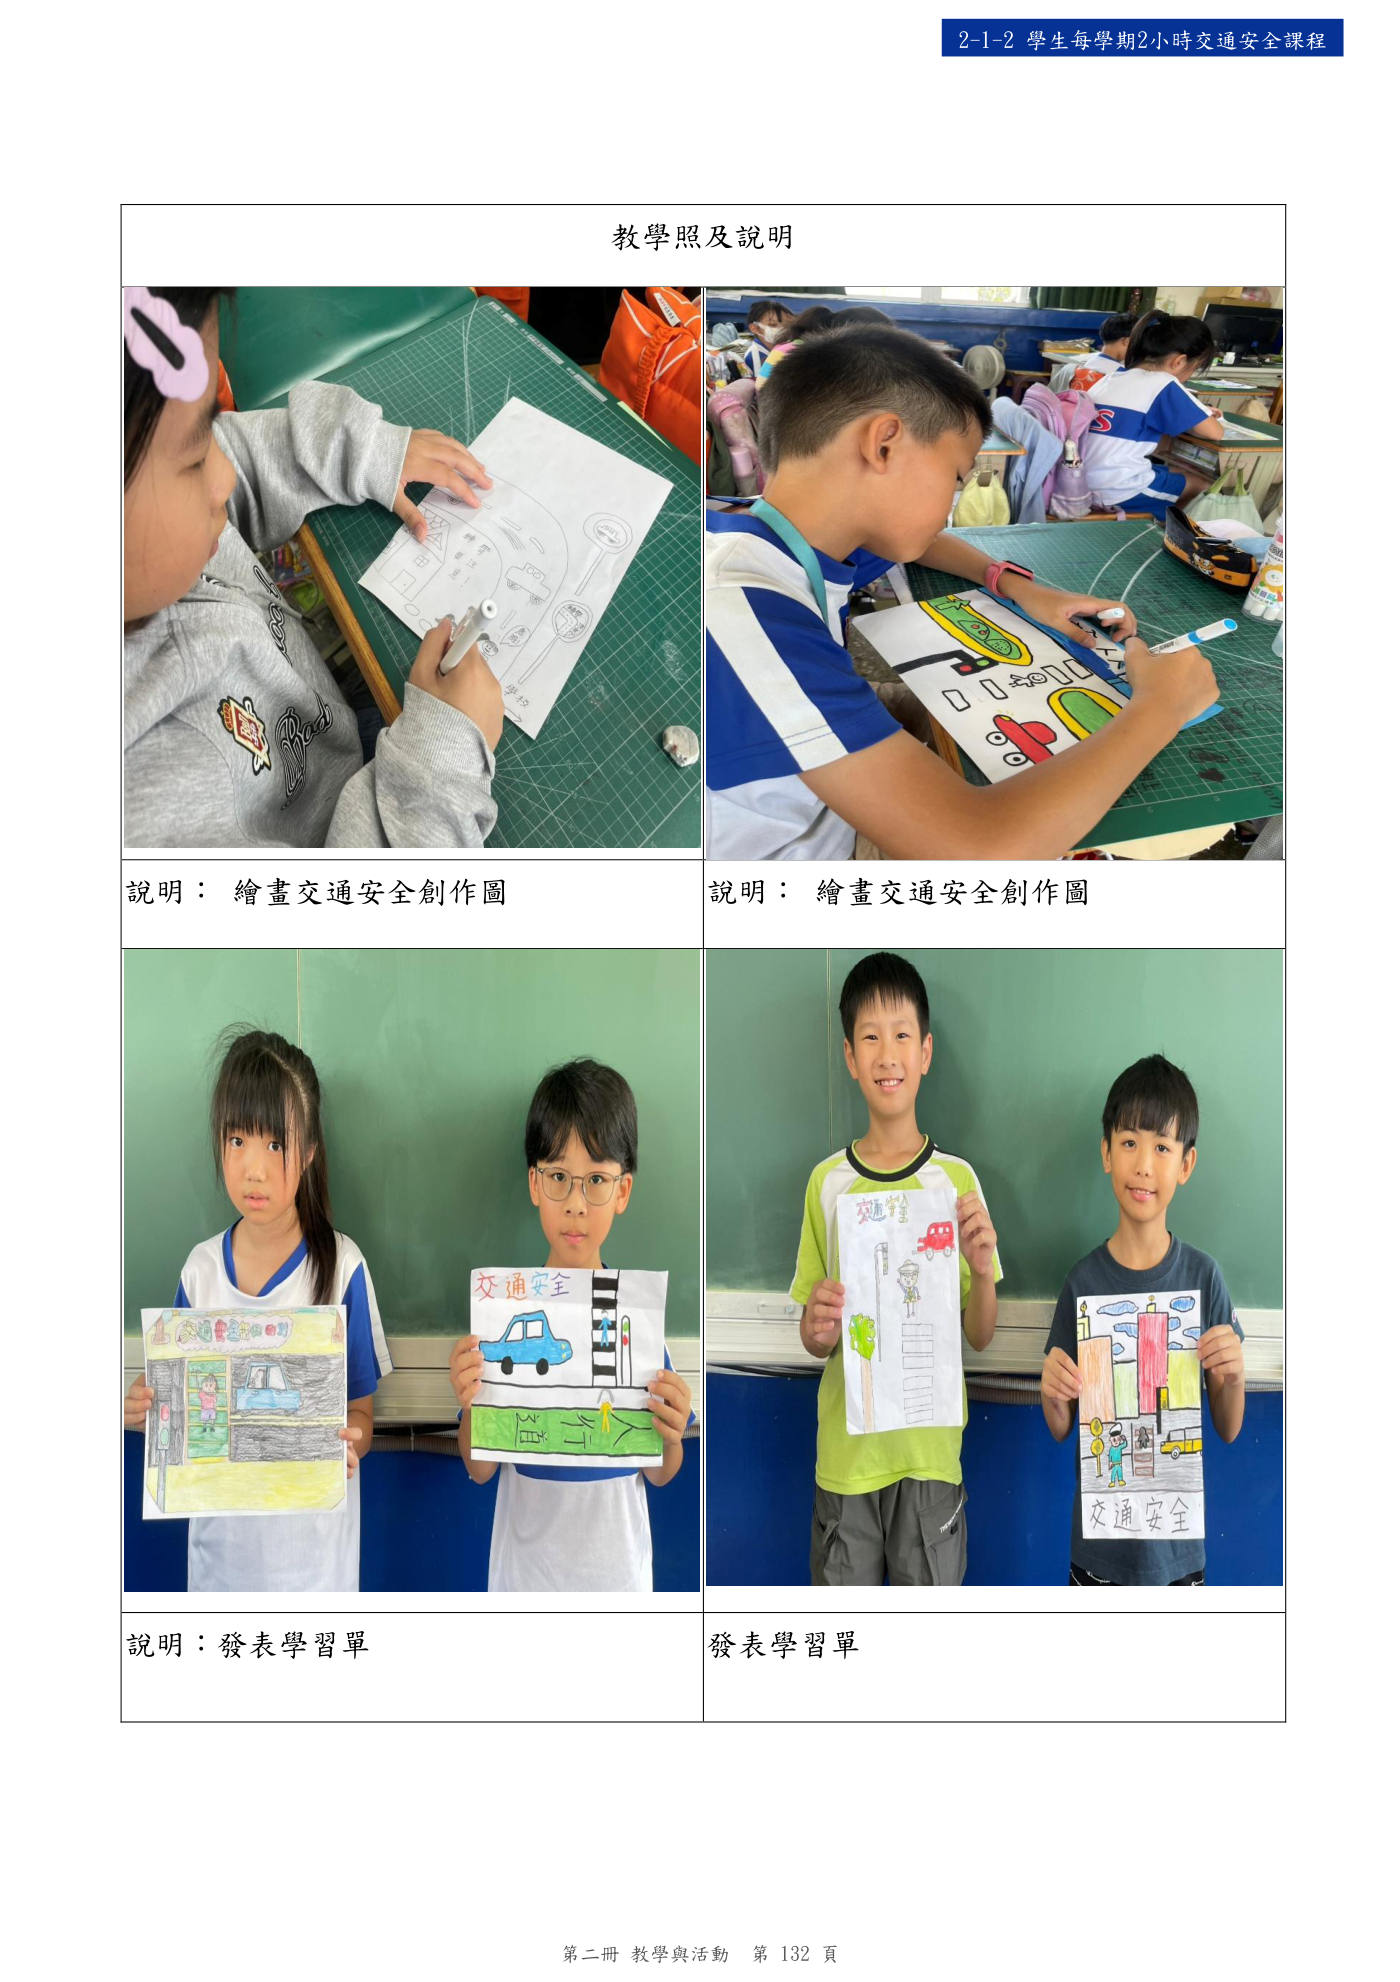 2-1-2 學生每學期2小時交通安全課程
教學照及說明
學校
Bad
說明： 繪畫交通安全創作圖
說明： 繪畫交通安全創作圖
交通安全
人行道
交通安全
交通安全
說明：發表學習單
發表學習單
第二冊 教學與活動 第 132 頁